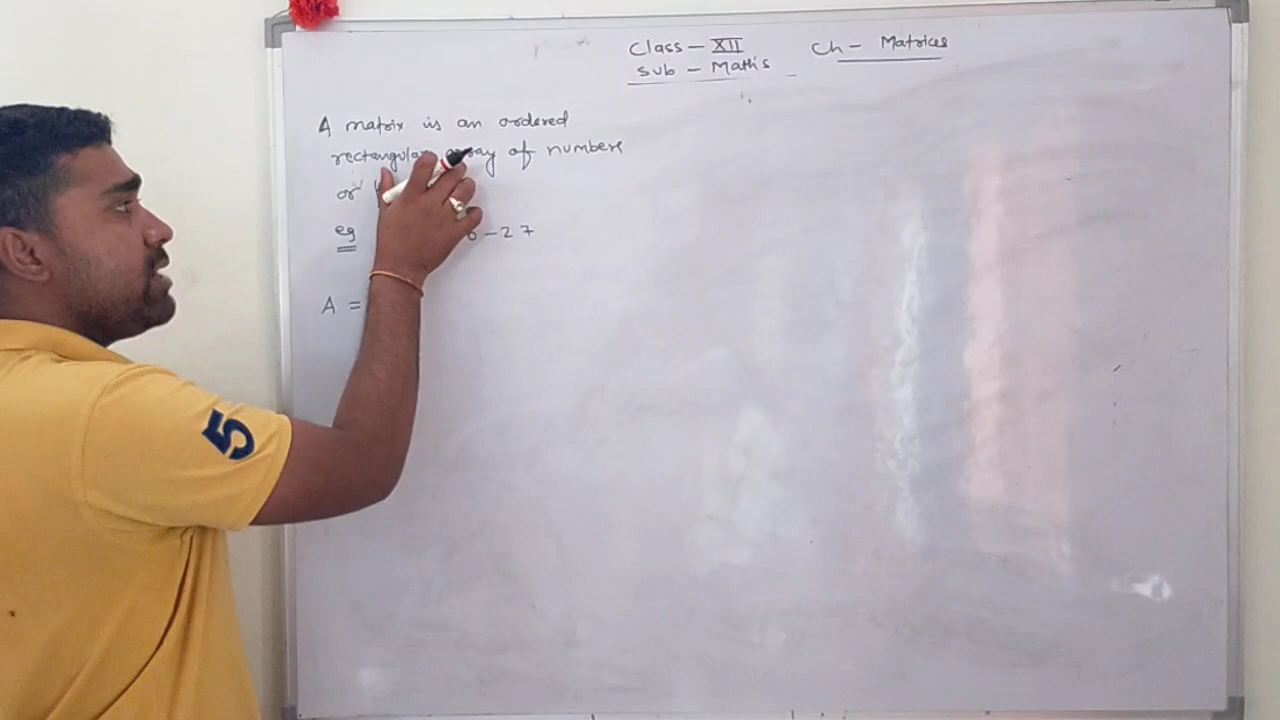 Class - XII Ch - Matrices
Sub - Maths
A matrix is an ordered
rectangular array of numbers
or
eg 6 -2 7
A =
5